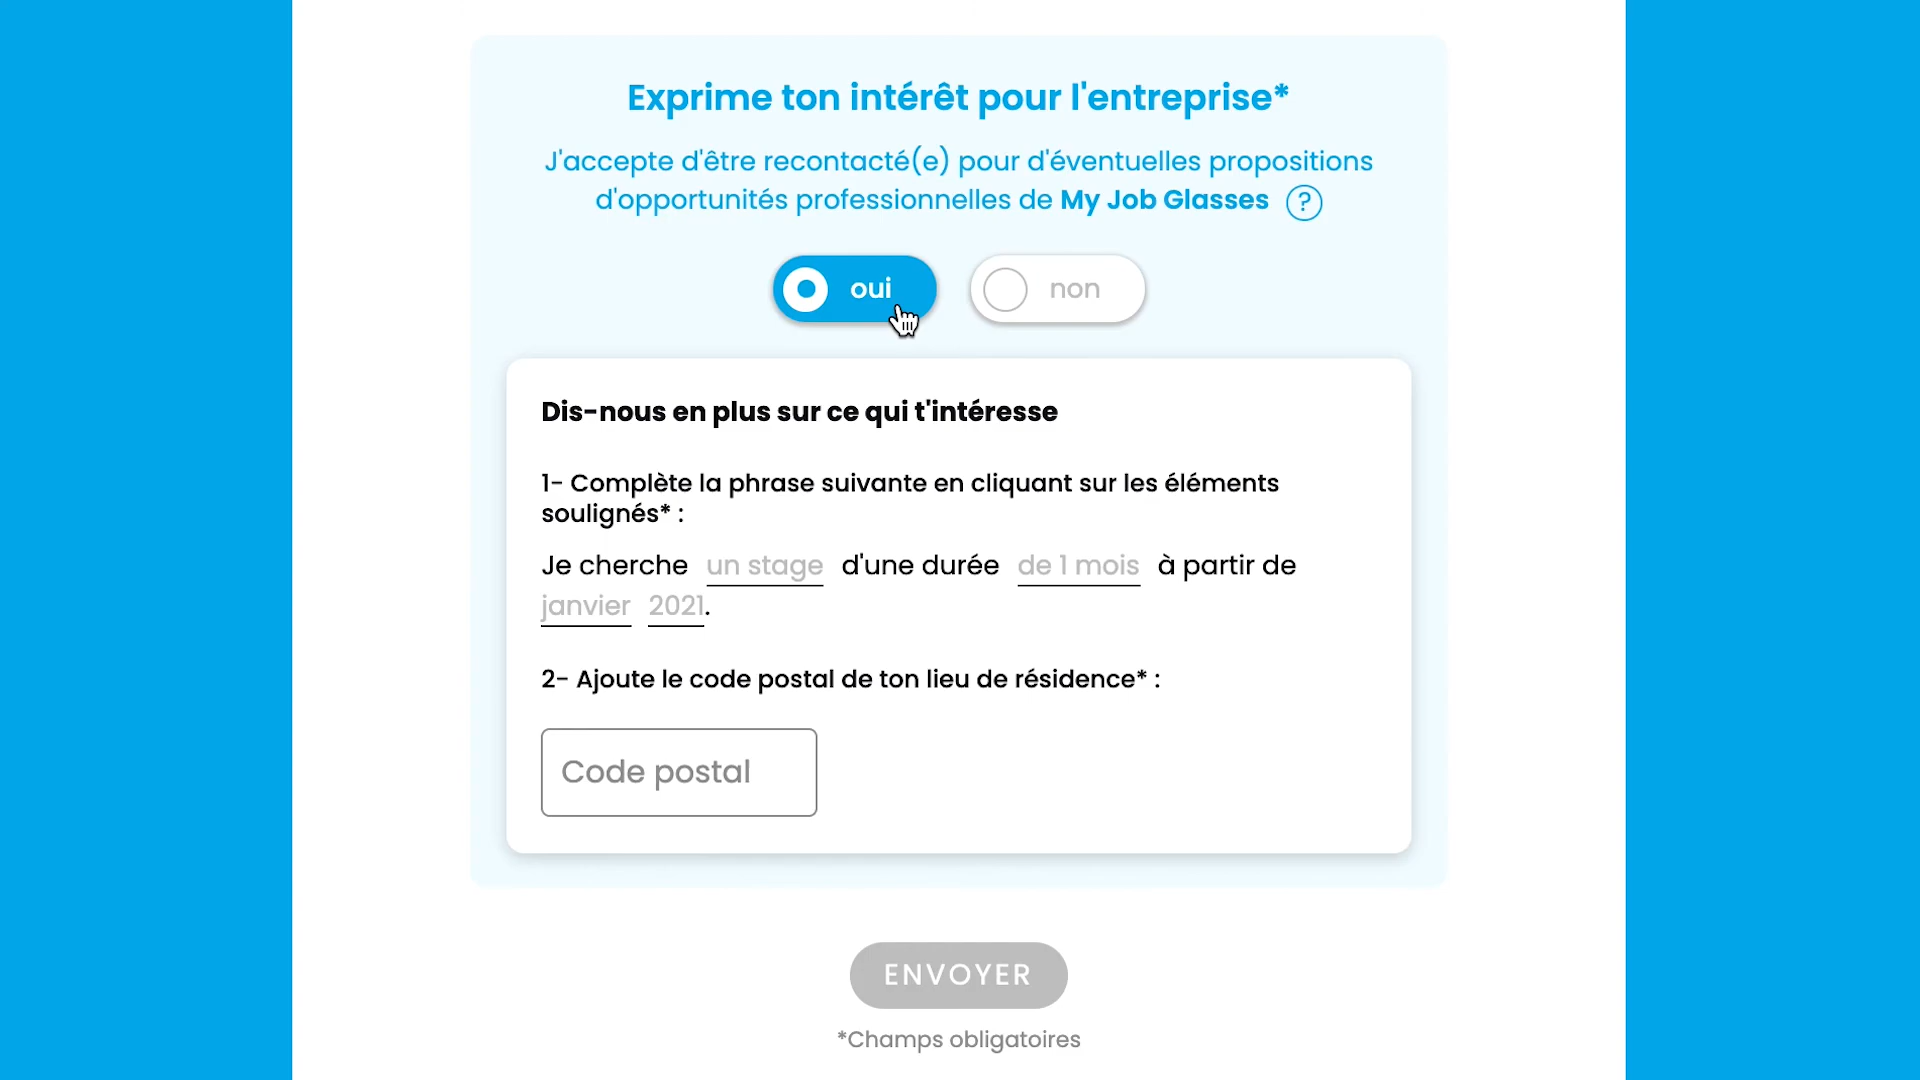 Exprime ton intérêt pour l'entreprise*
J'accepte d'être recontacté(e) pour d'éventuelles propositions
d'opportunités professionnelles de My Job Glasses ?
oui non
Dis-nous en plus sur ce qui t'intéresse
1- Complète la phrase suivante en cliquant sur les éléments
soulignés* :
Je cherche un stage d'une durée de 1 mois à partir de
janvier 2021.
2- Ajoute le code postal de ton lieu de résidence* :
Code postal
ENVOYER
*Champs obligatoires